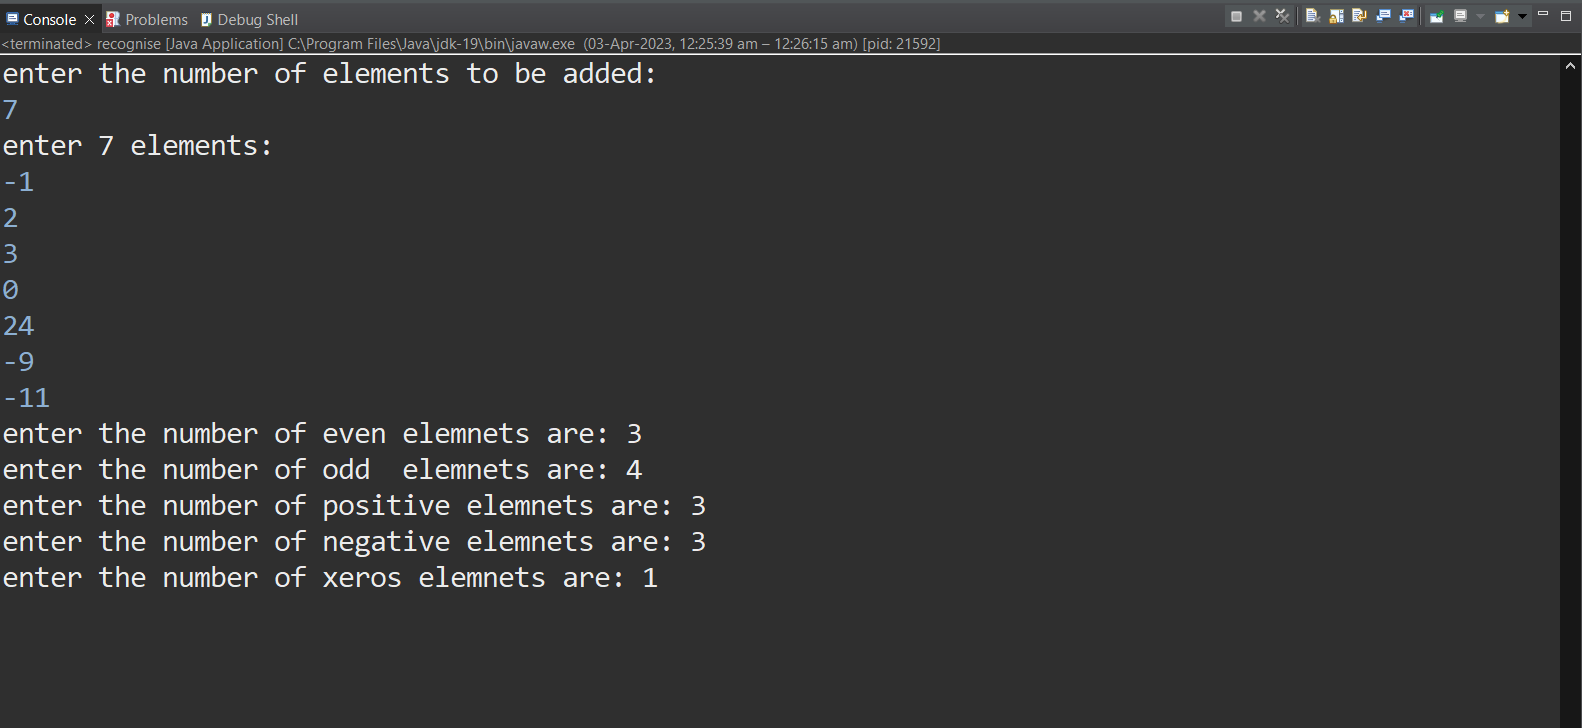 Console Problems Debug Shell
<terminated> recognise [Java Application] C:\Program Files\Java\jdk-19\bin\javaw.exe (03-Apr-2023, 12:25:39 am – 12:26:15 am) [pid: 21592]
enter the number of elements to be added:
7
enter 7 elements:
-1
2
3
0
24
-9
-11
enter the number of even elemnets are: 3
enter the number of odd  elemnets are: 4
enter the number of positive elemnets are: 3
enter the number of negative elemnets are: 3
enter the number of xeros elemnets are: 1